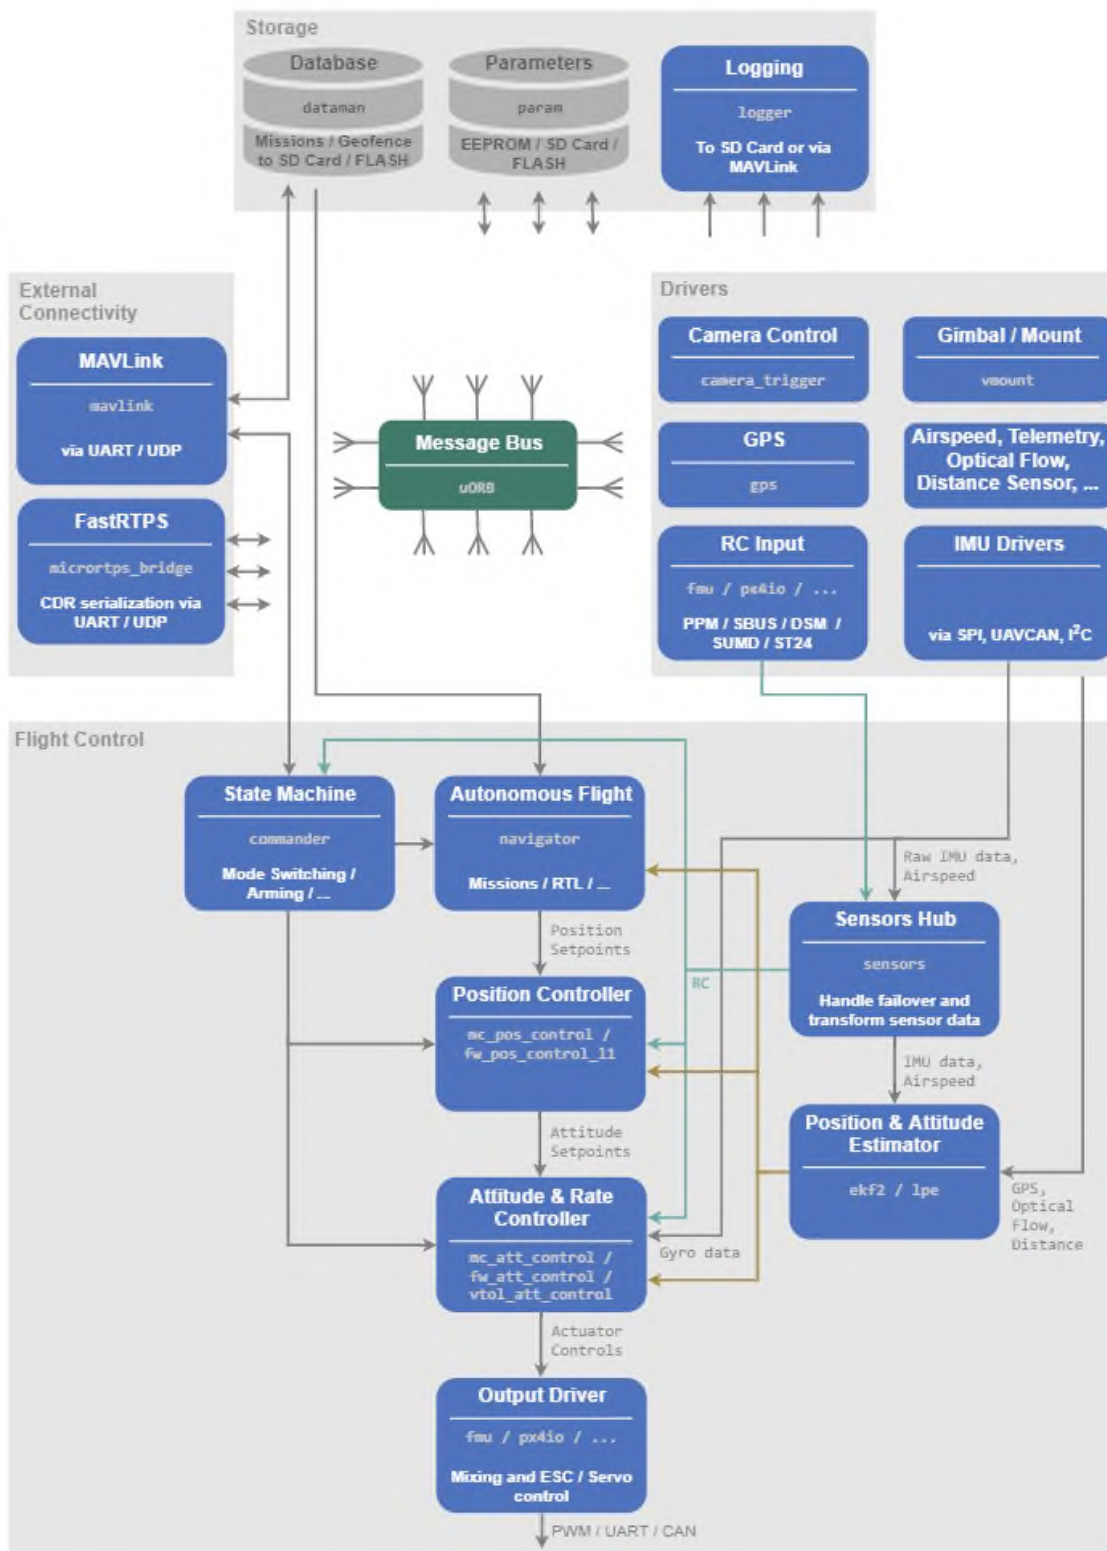 Storage
Database
dataman
Missions / Geofence
to SD Card / FLASH
Parameters
param
EEPROM / SD Card /
FLASH
Logging
logger
To SD Card or via
MAVLink
External
Connectivity
MAVLink
mavlink
via UART / UDP
FastRTPS
micrortps_bridge
CDR serialization via
UART / UDP
Message Bus
uORB
Drivers
Camera Control
camera_trigger
Gimbal / Mount
vmount
GPS
gps
Airspeed, Telemetry,
Optical Flow,
Distance Sensor, ...
RC Input
fmu / px4io / ...
PPM / SBUS / DSM /
SUMD / ST24
IMU Drivers
via SPI, UAVCAN, I²C
Flight Control
State Machine
commander
Mode Switching /
Arming / ...
Autonomous Flight
navigator
Missions / RTL / ...
Raw IMU data,
Airspeed
Sensors Hub
sensors
Handle failover and
transform sensor data
Position
Setpoints
RC
Position Controller
mc_pos_control /
fw_pos_control_l1
IMU data,
Airspeed
Position & Attitude
Estimator
ekf2 / lpe
Attitude
Setpoints
GPS,
Optical
Flow,
Distance
Attitude & Rate
Controller
mc_att_control /
fw_att_control /
vtol_att_control
Gyro data
Actuator
Controls
Output Driver
fmu / px4io / ...
Mixing and ESC / Servo
control
PWM / UART / CAN